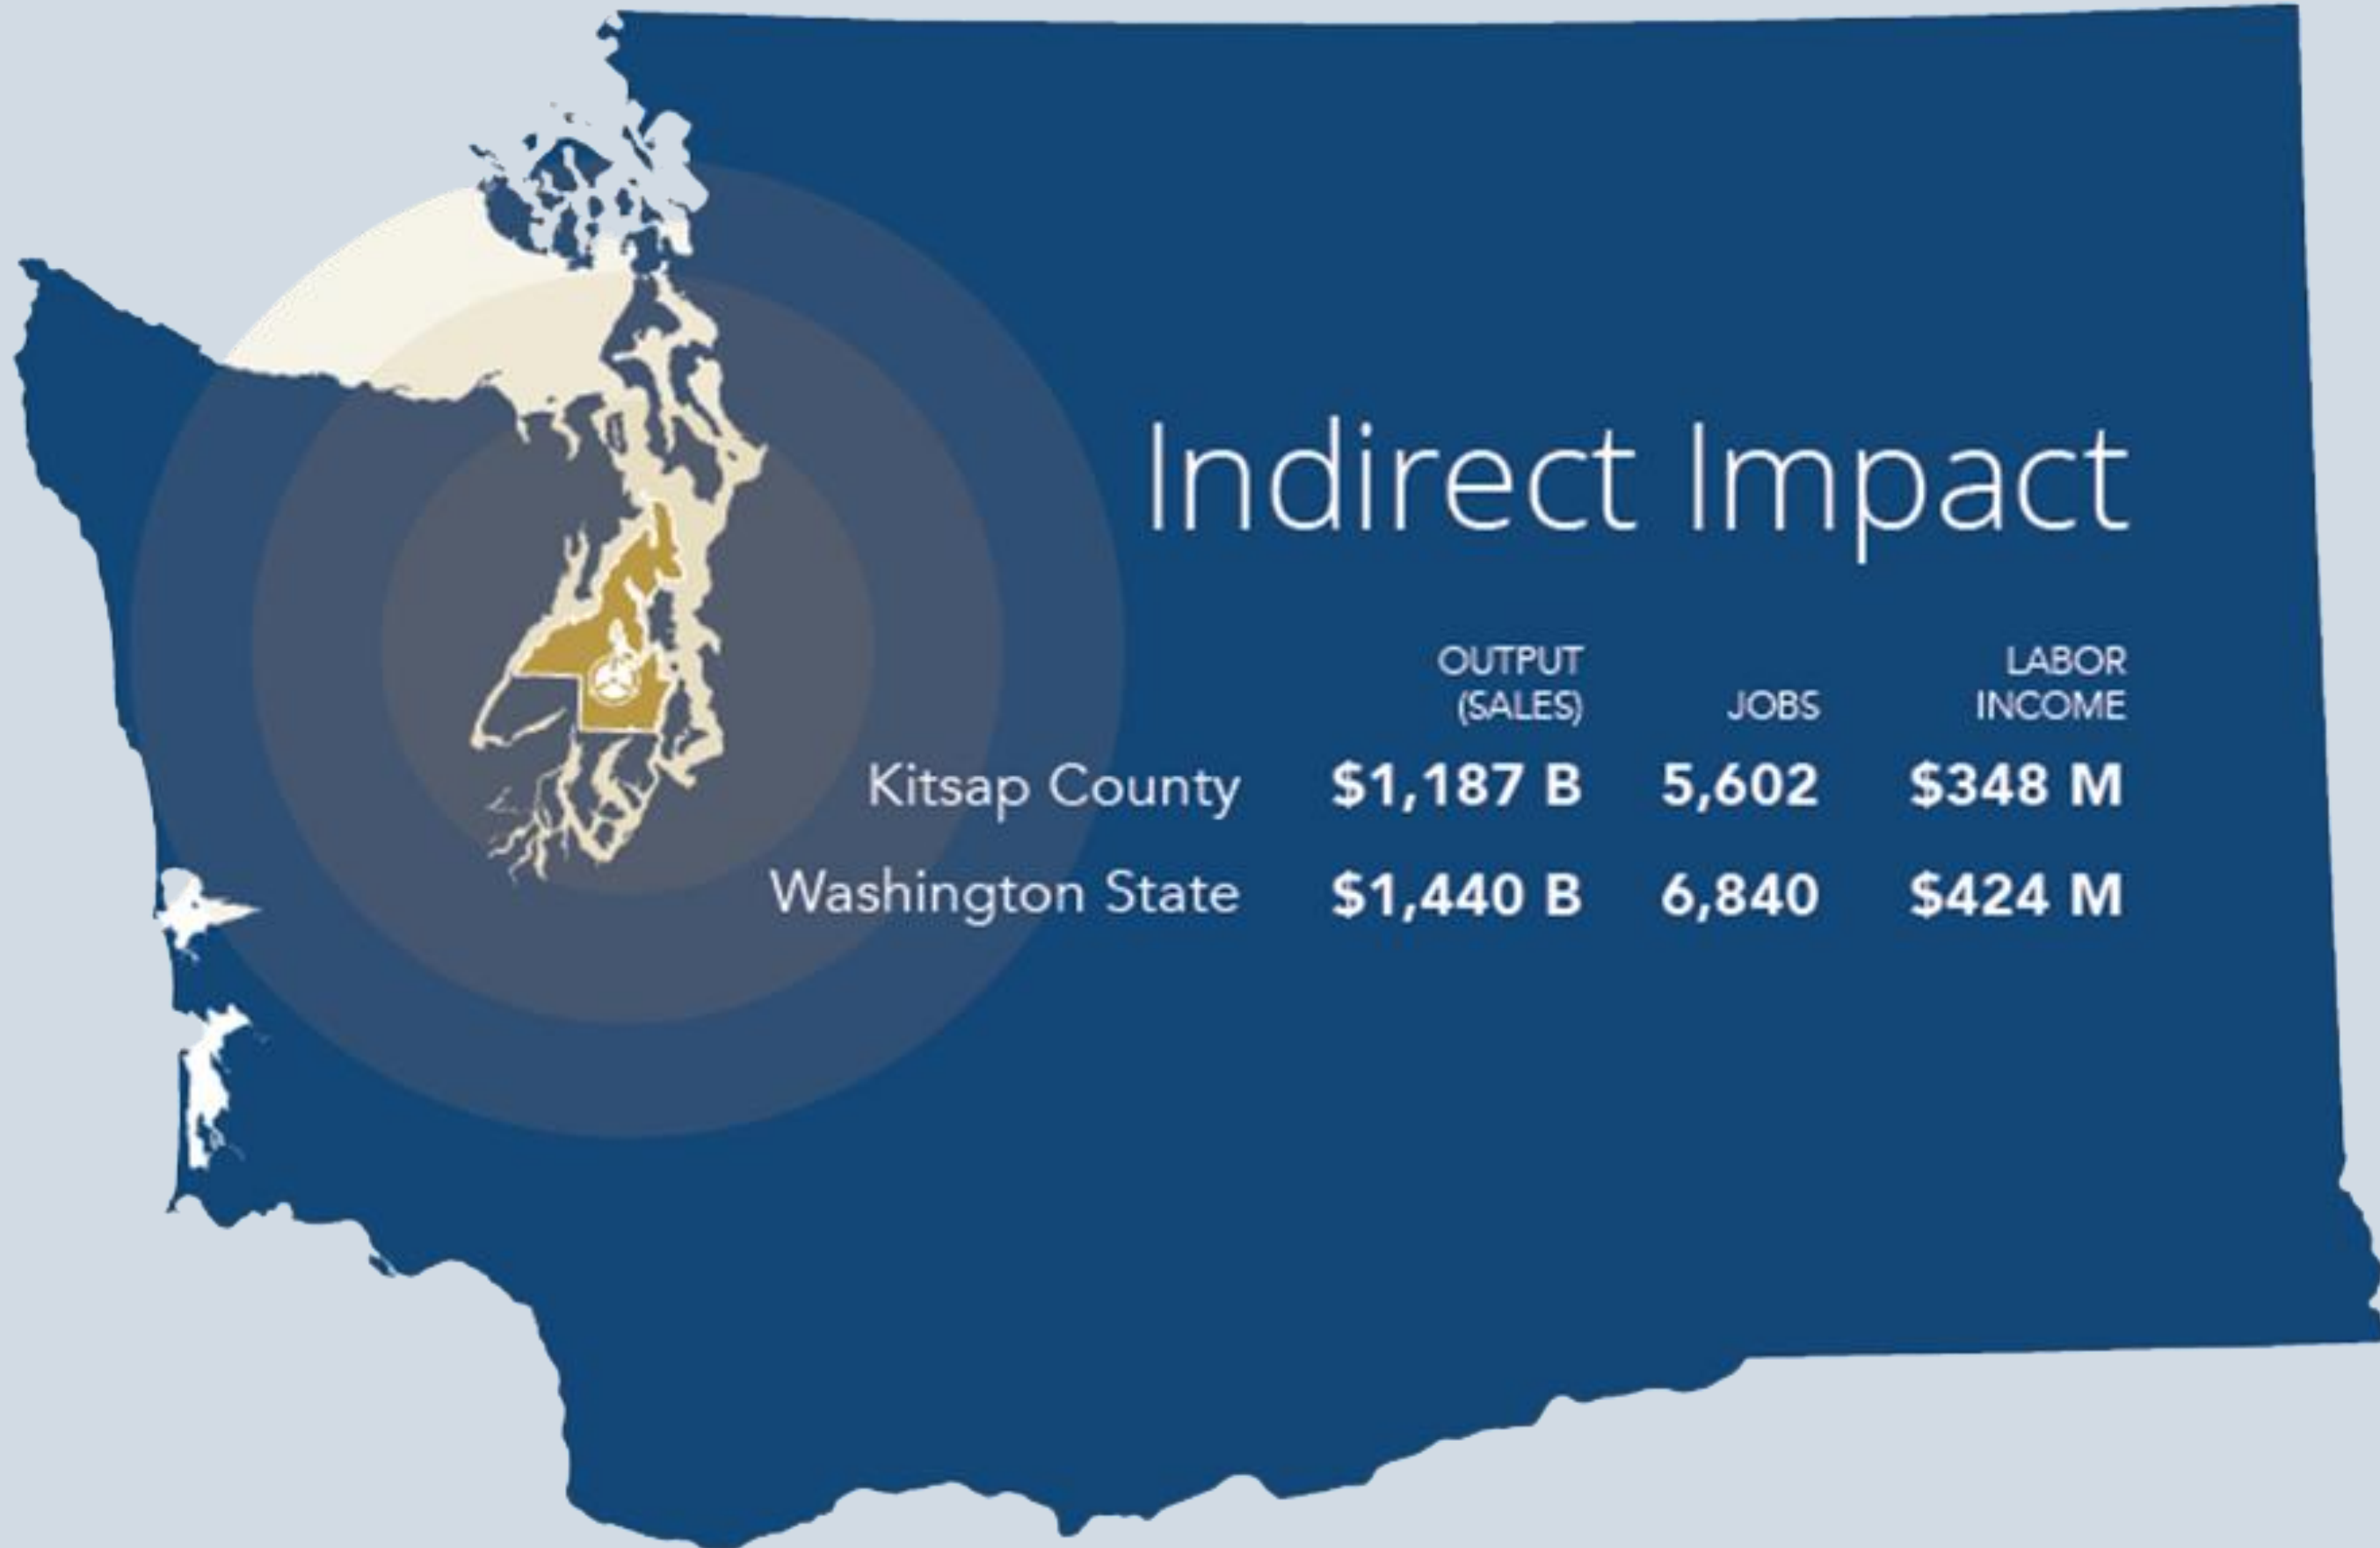 Indirect Impact
OUTPUT
(SALES)
JOBS
LABOR
INCOME
Kitsap County $1,187 B 5,602 $348 M
Washington State $1,440 B 6,840 $424 M